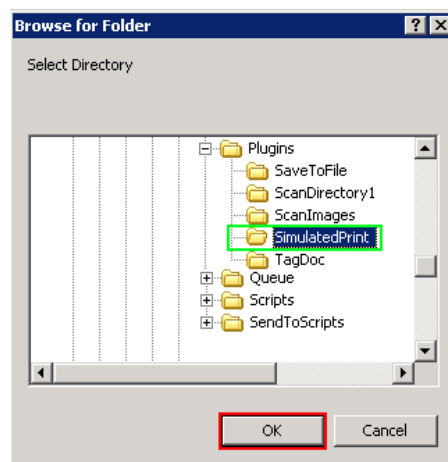 Browse for Folder
Select Directory
Plugins
SaveToFile
ScanDirectory1
ScanImages
SimulatedPrint
TagDoc
Queue
Scripts
SendToScripts
OK Cancel